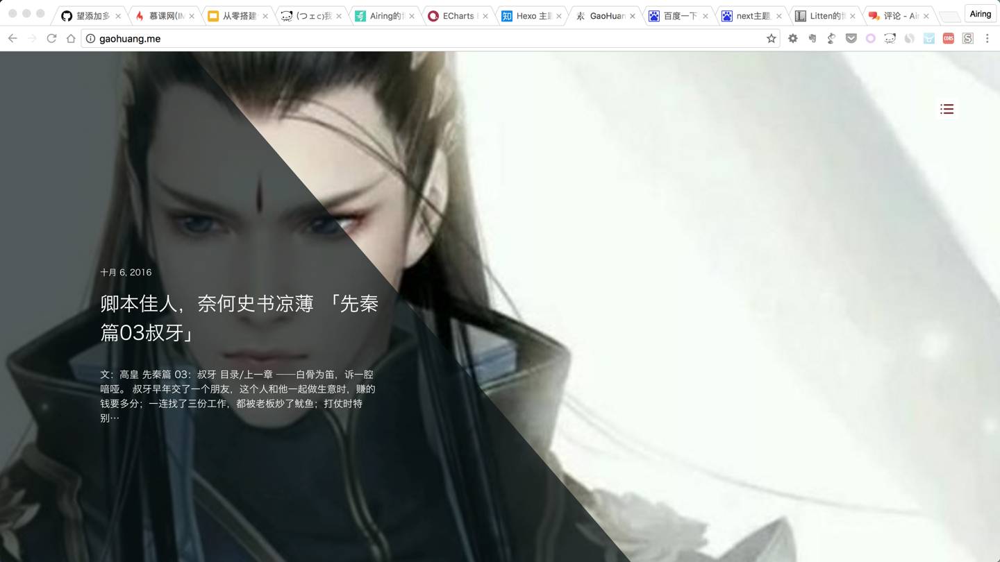 望添加多
慕课网(IM
从零搭建
(つェc)我
Airing的博
ECharts
Hexo 主题
GaoHuan
百度一下
next主题
Litten的博
评论 - Air
Airing
gaohuang.me
CORS
十月 6, 2016
卿本佳人，奈何史书凉薄 「先秦
篇03叔牙」
文：高皇 先秦篇 03：叔牙 目录/上一章 ——白骨为笛，诉一腔
喑哑。 叔牙早年交了一个朋友，这个人和他一起做生意时，赚的
钱要多分；一连找了三份工作，都被老板炒了鱿鱼；打仗时特
别…